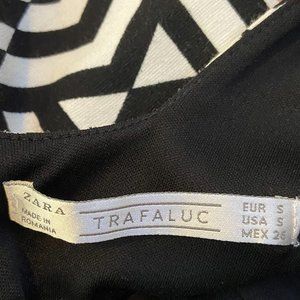 ZARA
MADE IN
ROMANIA
TRAFALUC
EUR S
USA S
MEX 26